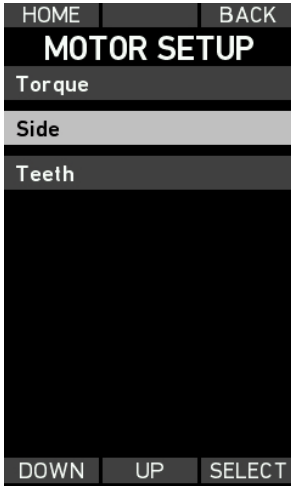 HOME BACK
MOTOR SETUP
Torque
Side
Teeth
DOWN UP SELECT